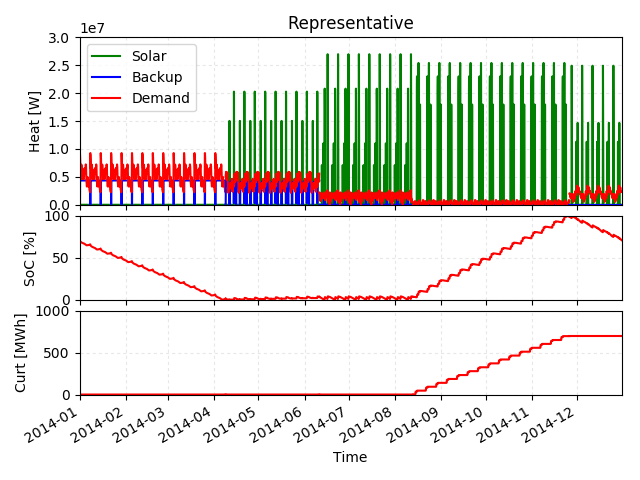 Representative
1e7
Heat [W]
3.0
2.5
2.0
1.5
1.0
0.5
0.0
Solar
Backup
Demand
SoC [%]
100
50
0
Curt [MWh]
1000
500
0
2014-01
2014-02
2014-03
2014-04
2014-05
2014-06
2014-07
2014-08
2014-09
2014-10
2014-11
2014-12
Time